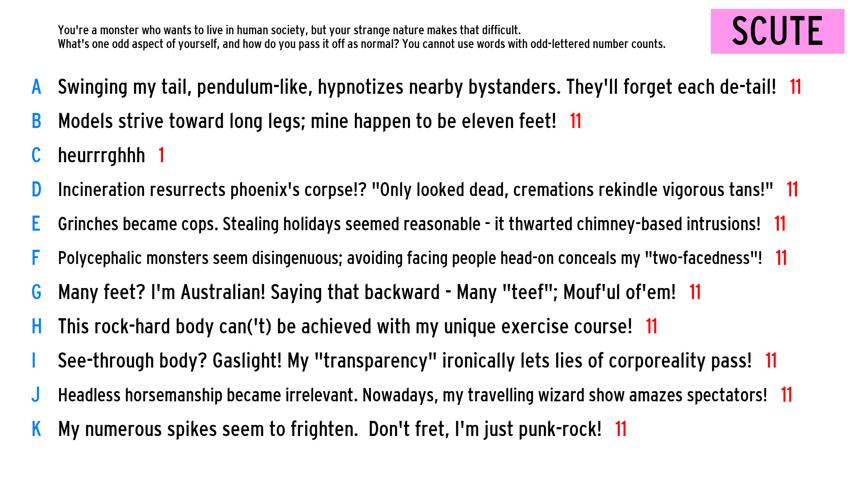 You're a monster who wants to live in human society, but your strange nature makes that difficult.
What's one odd aspect of yourself, and how do you pass it off as normal? You cannot use words with odd-lettered number counts.
SCUTE
A Swinging my tail, pendulum-like, hypnotizes nearby bystanders. They'll forget each de-tail! 11
B Models strive toward long legs; mine happen to be eleven feet! 11
C heurrrghhh 1
D Incineration resurrects phoenix's corpse!? "Only looked dead, cremations rekindle vigorous tans!" 11
E Grinches became cops. Stealing holidays seemed reasonable - it thwarted chimney-based intrusions! 11
F Polycephalic monsters seem disingenuous; avoiding facing people head-on conceals my "two-facedness"! 11
G Many feet? I'm Australian! Saying that backward - Many "teef"; Mouf'ul of'em! 11
H This rock-hard body can('t) be achieved with my unique exercise course! 11
I See-through body? Gaslight! My "transparency" ironically lets lies of corporeality pass! 11
J Headless horsemanship became irrelevant. Nowadays, my travelling wizard show amazes spectators! 11
K My numerous spikes seem to frighten. Don't fret, I'm just punk-rock! 11